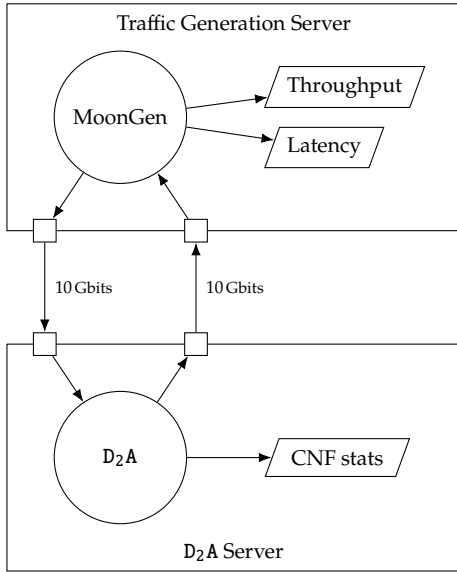 Traffic Generation Server
MoonGen
Throughput
Latency
10 Gbits
10 Gbits
D₂A
CNF stats
D₂A Server